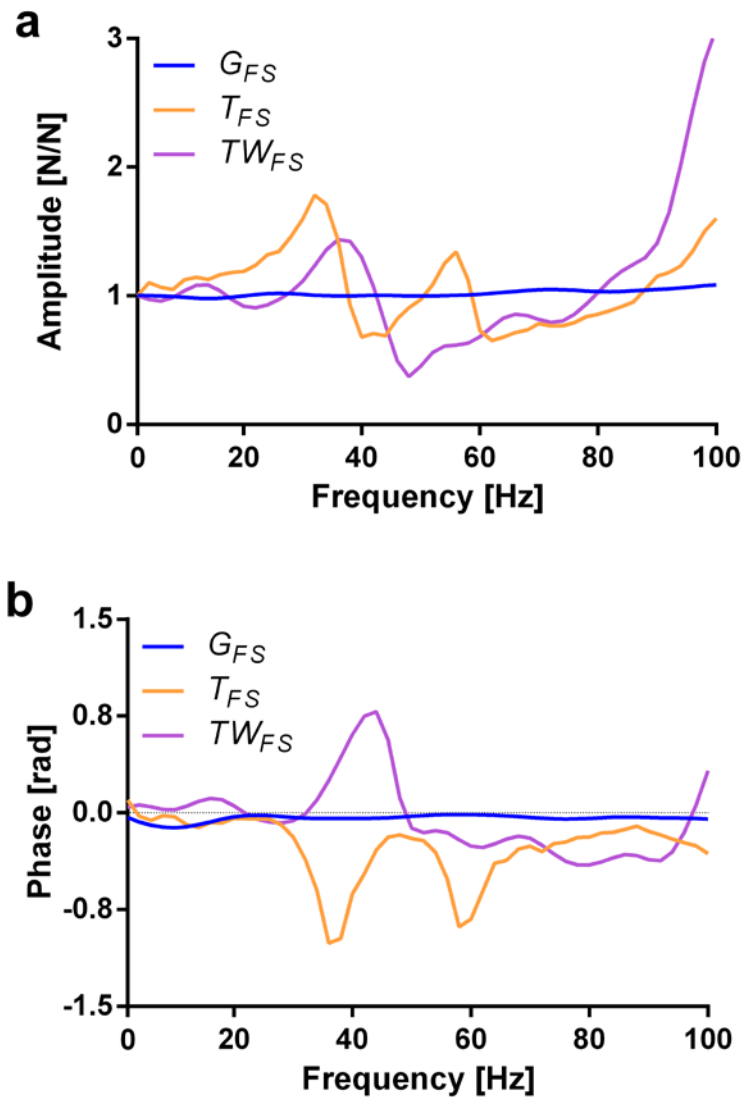 a
Amplitude [N/N]
3
2
1
0
G_FS
T_FS
TW_FS
0 20 40 60 80 100
Frequency [Hz]
b
Phase [rad]
1.5
0.8
0.0
-0.8
-1.5
G_FS
T_FS
TW_FS
0 20 40 60 80 100
Frequency [Hz]